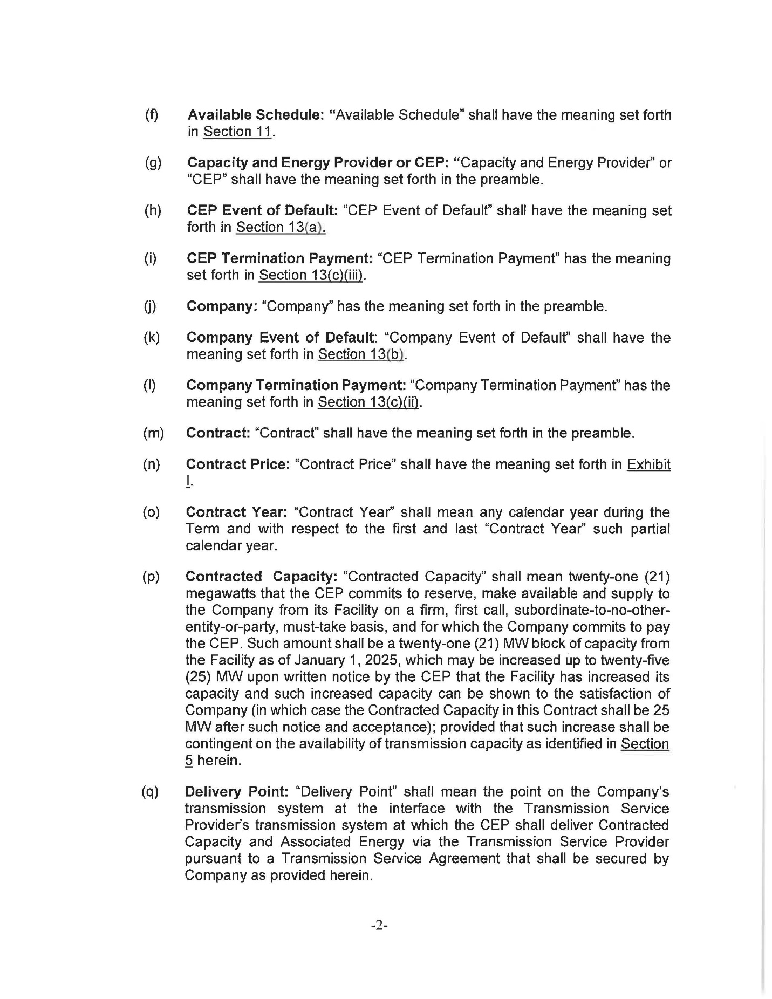 (f) Available Schedule: “Available Schedule” shall have the meaning set forth
in Section 11.
(g) Capacity and Energy Provider or CEP: “Capacity and Energy Provider” or
“CEP” shall have the meaning set forth in the preamble.
(h) CEP Event of Default: “CEP Event of Default” shall have the meaning set
forth in Section 13(a).
(i) CEP Termination Payment: “CEP Termination Payment” has the meaning
set forth in Section 13(c)(iii).
(j) Company: “Company” has the meaning set forth in the preamble.
(k) Company Event of Default: “Company Event of Default” shall have the
meaning set forth in Section 13(b).
(l) Company Termination Payment: “Company Termination Payment” has the
meaning set forth in Section 13(c)(ii).
(m) Contract: “Contract” shall have the meaning set forth in the preamble.
(n) Contract Price: “Contract Price” shall have the meaning set forth in Exhibit
I.
(o) Contract Year: “Contract Year” shall mean any calendar year during the
Term and with respect to the first and last “Contract Year” such partial
calendar year.
(p) Contracted Capacity: “Contracted Capacity” shall mean twenty-one (21)
megawatts that the CEP commits to reserve, make available and supply to
the Company from its Facility on a firm, first call, subordinate-to-no-other-
entity-or-party, must-take basis, and for which the Company commits to pay
the CEP. Such amount shall be a twenty-one (21) MW block of capacity from
the Facility as of January 1, 2025, which may be increased up to twenty-five
(25) MW upon written notice by the CEP that the Facility has increased its
capacity and such increased capacity can be shown to the satisfaction of
Company (in which case the Contracted Capacity in this Contract shall be 25
MW after such notice and acceptance); provided that such increase shall be
contingent on the availability of transmission capacity as identified in Section
5 herein.
(q) Delivery Point: “Delivery Point” shall mean the point on the Company’s
transmission system at the interface with the Transmission Service
Provider’s transmission system at which the CEP shall deliver Contracted
Capacity and Associated Energy via the Transmission Service Provider
pursuant to a Transmission Service Agreement that shall be secured by
Company as provided herein.
-2-